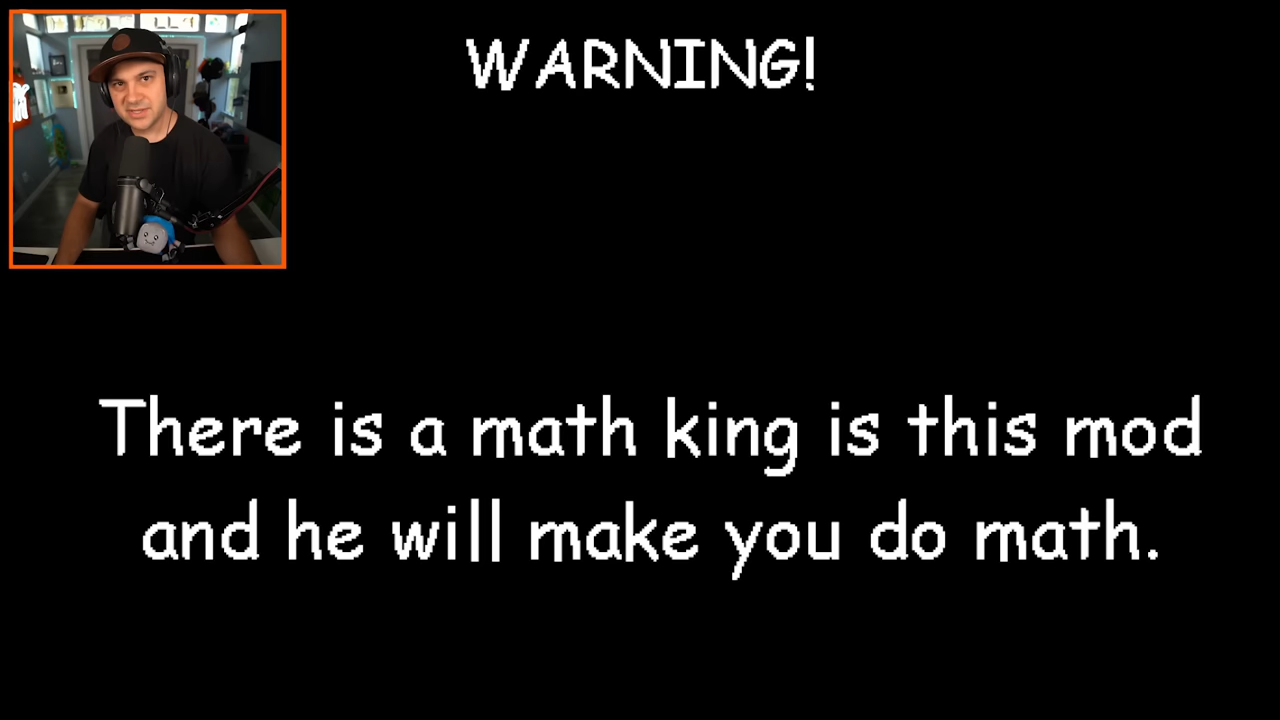 WARNING!
There is a math king is this mod
and he will make you do math.